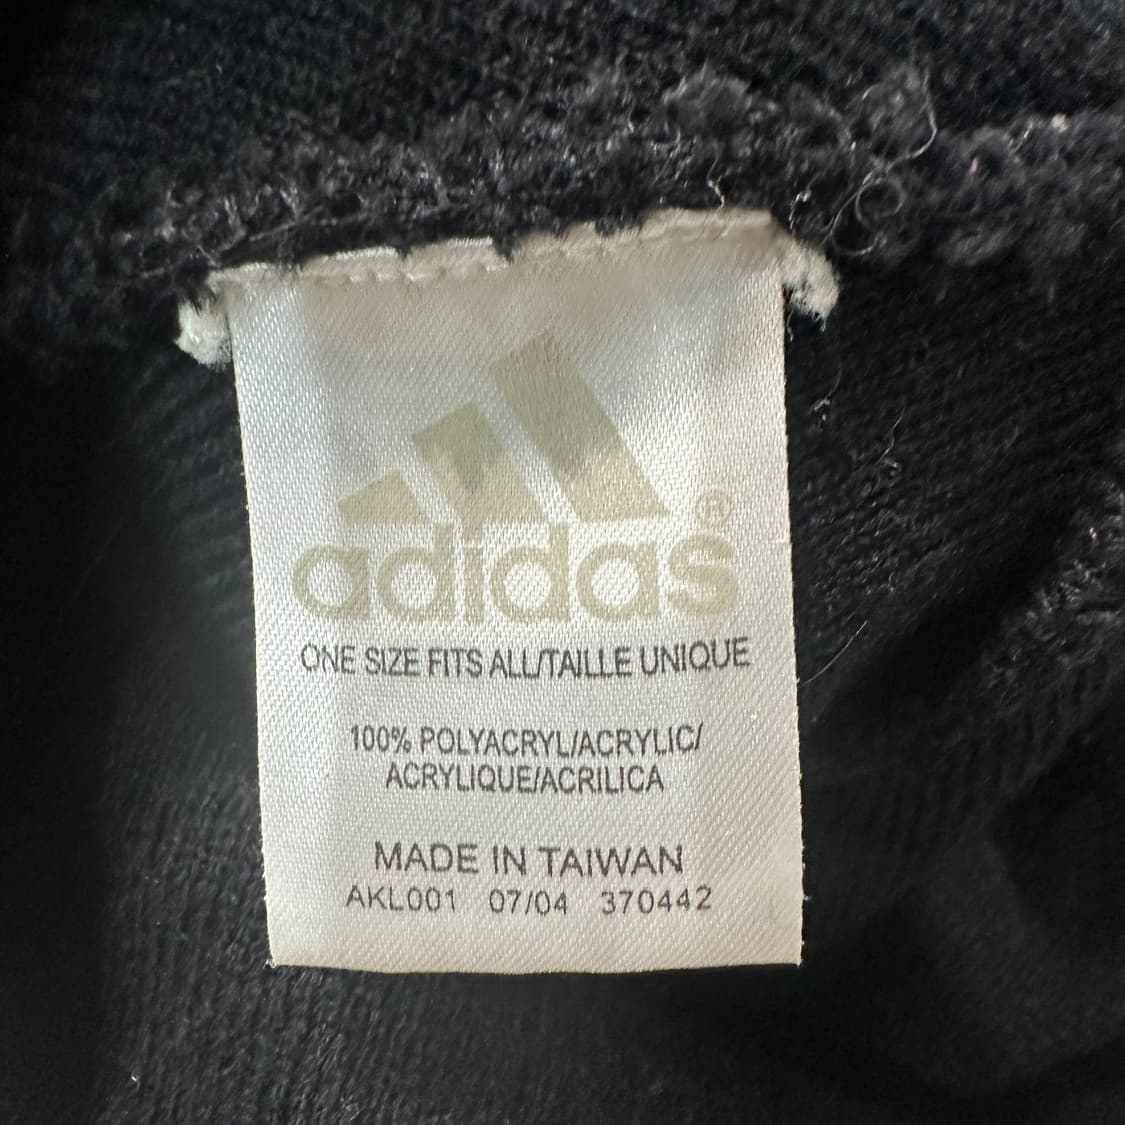 adidas®
ONE SIZE FITS ALL/TAILLE UNIQUE
100% POLYACRYL/ACRYLIC/
ACRYLIQUE/ACRILICA
MADE IN TAIWAN
AKL001 07/04 370442